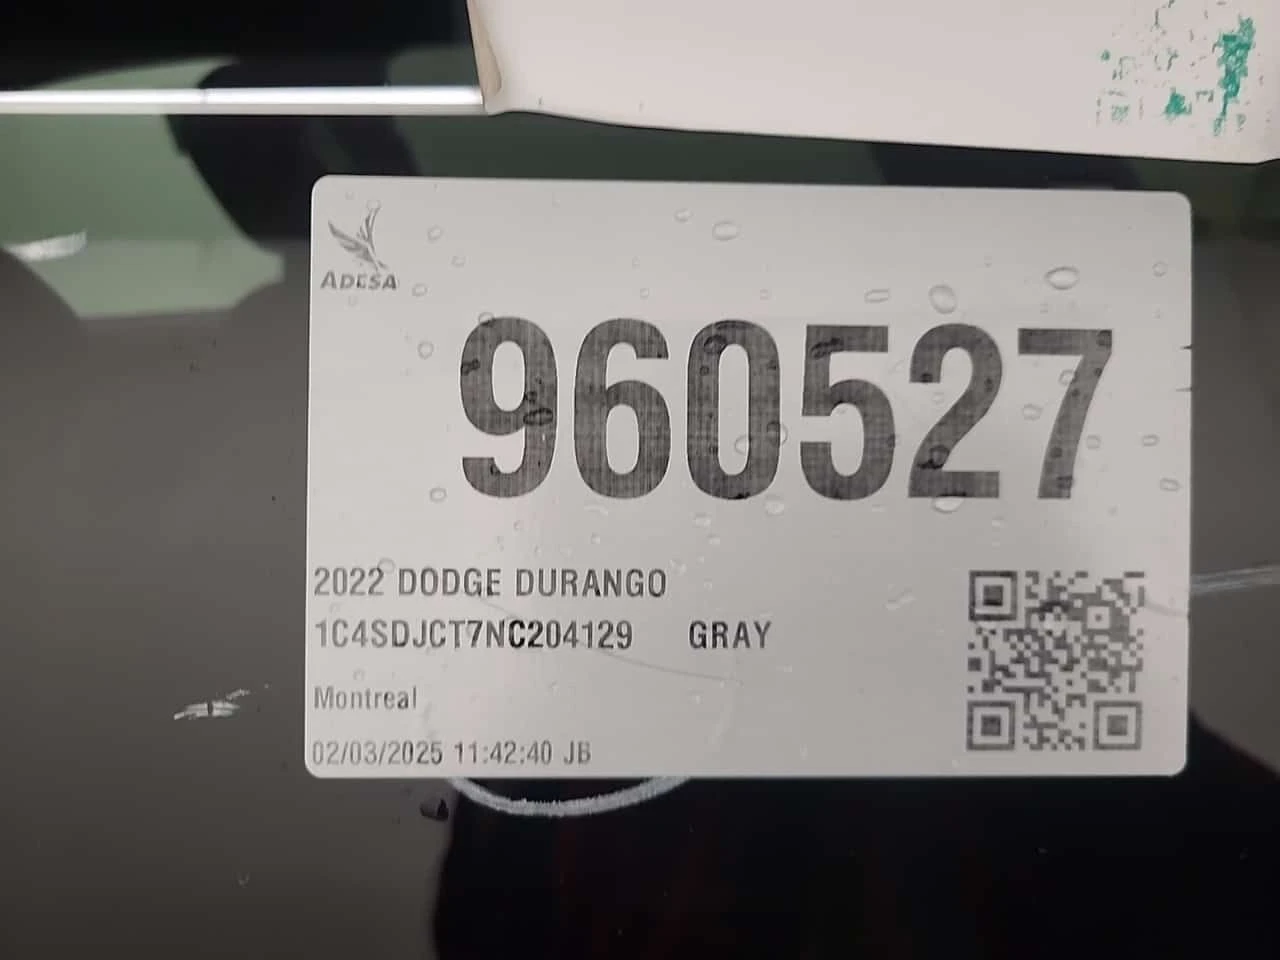 ADESA
960527
2022 DODGE DURANGO
1C4SDJCT7NC204129 GRAY
Montreal
02/03/2025 11:42:40 JB